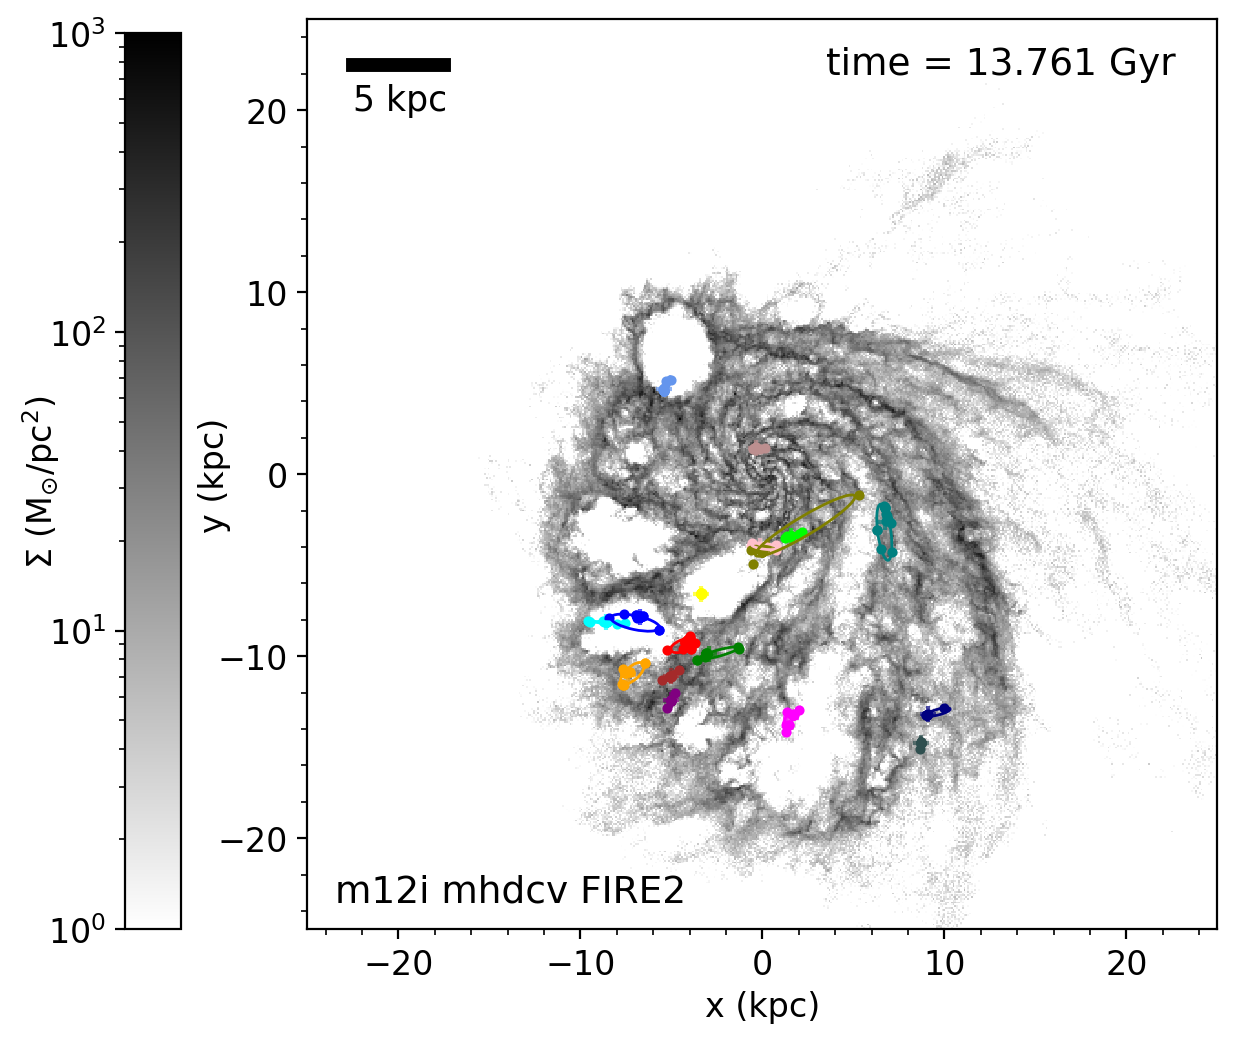 5 kpc
time = 13.761 Gyr
10³
10²
10¹
10⁰
Σ (M☉/pc²)
20
10
0
−10
−20
y (kpc)
m12i mhdcv FIRE2
−20 −10 0 10 20
x (kpc)